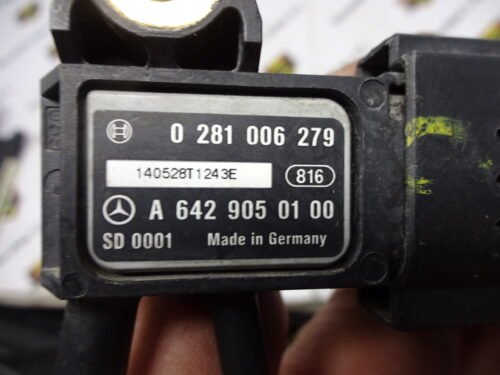 0 281 006 279
140528T1243E 816
A 642 905 01 00
SD 0001 Made in Germany